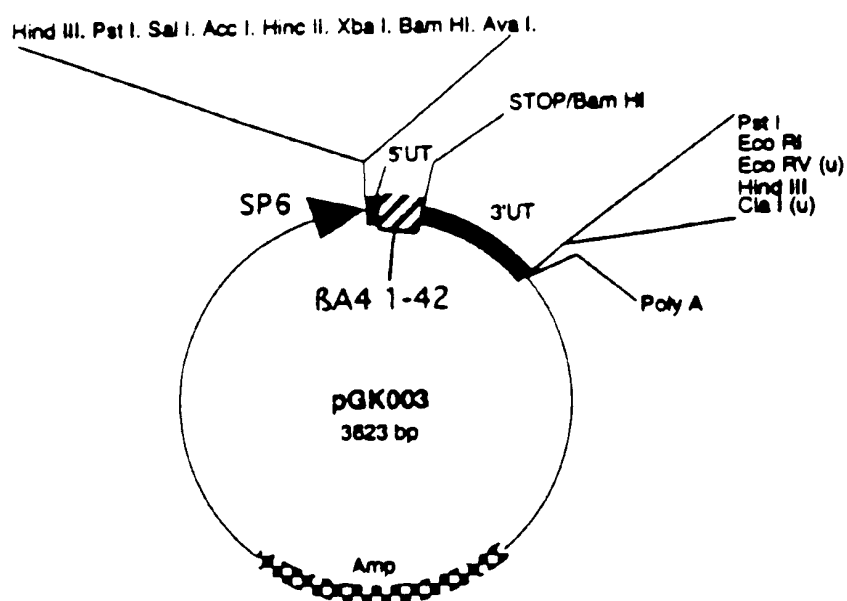 Hind III. Pst I. Sal I. Acc I. Hinc II. Xba I. Bam HI. Ava I.
STOP/Bam HI
5'UT
SP6
3'UT
Pst I
Eco RI
Eco RV (u)
Hind III
Cla I (u)
ßA4 1-42
Poly A
pGK003
3623 bp
Amp